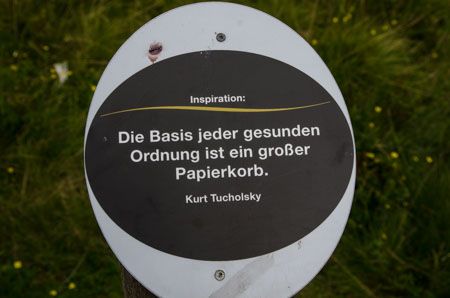 Inspiration:
Die Basis jeder gesunden
Ordnung ist ein großer
Papierkorb.
Kurt Tucholsky